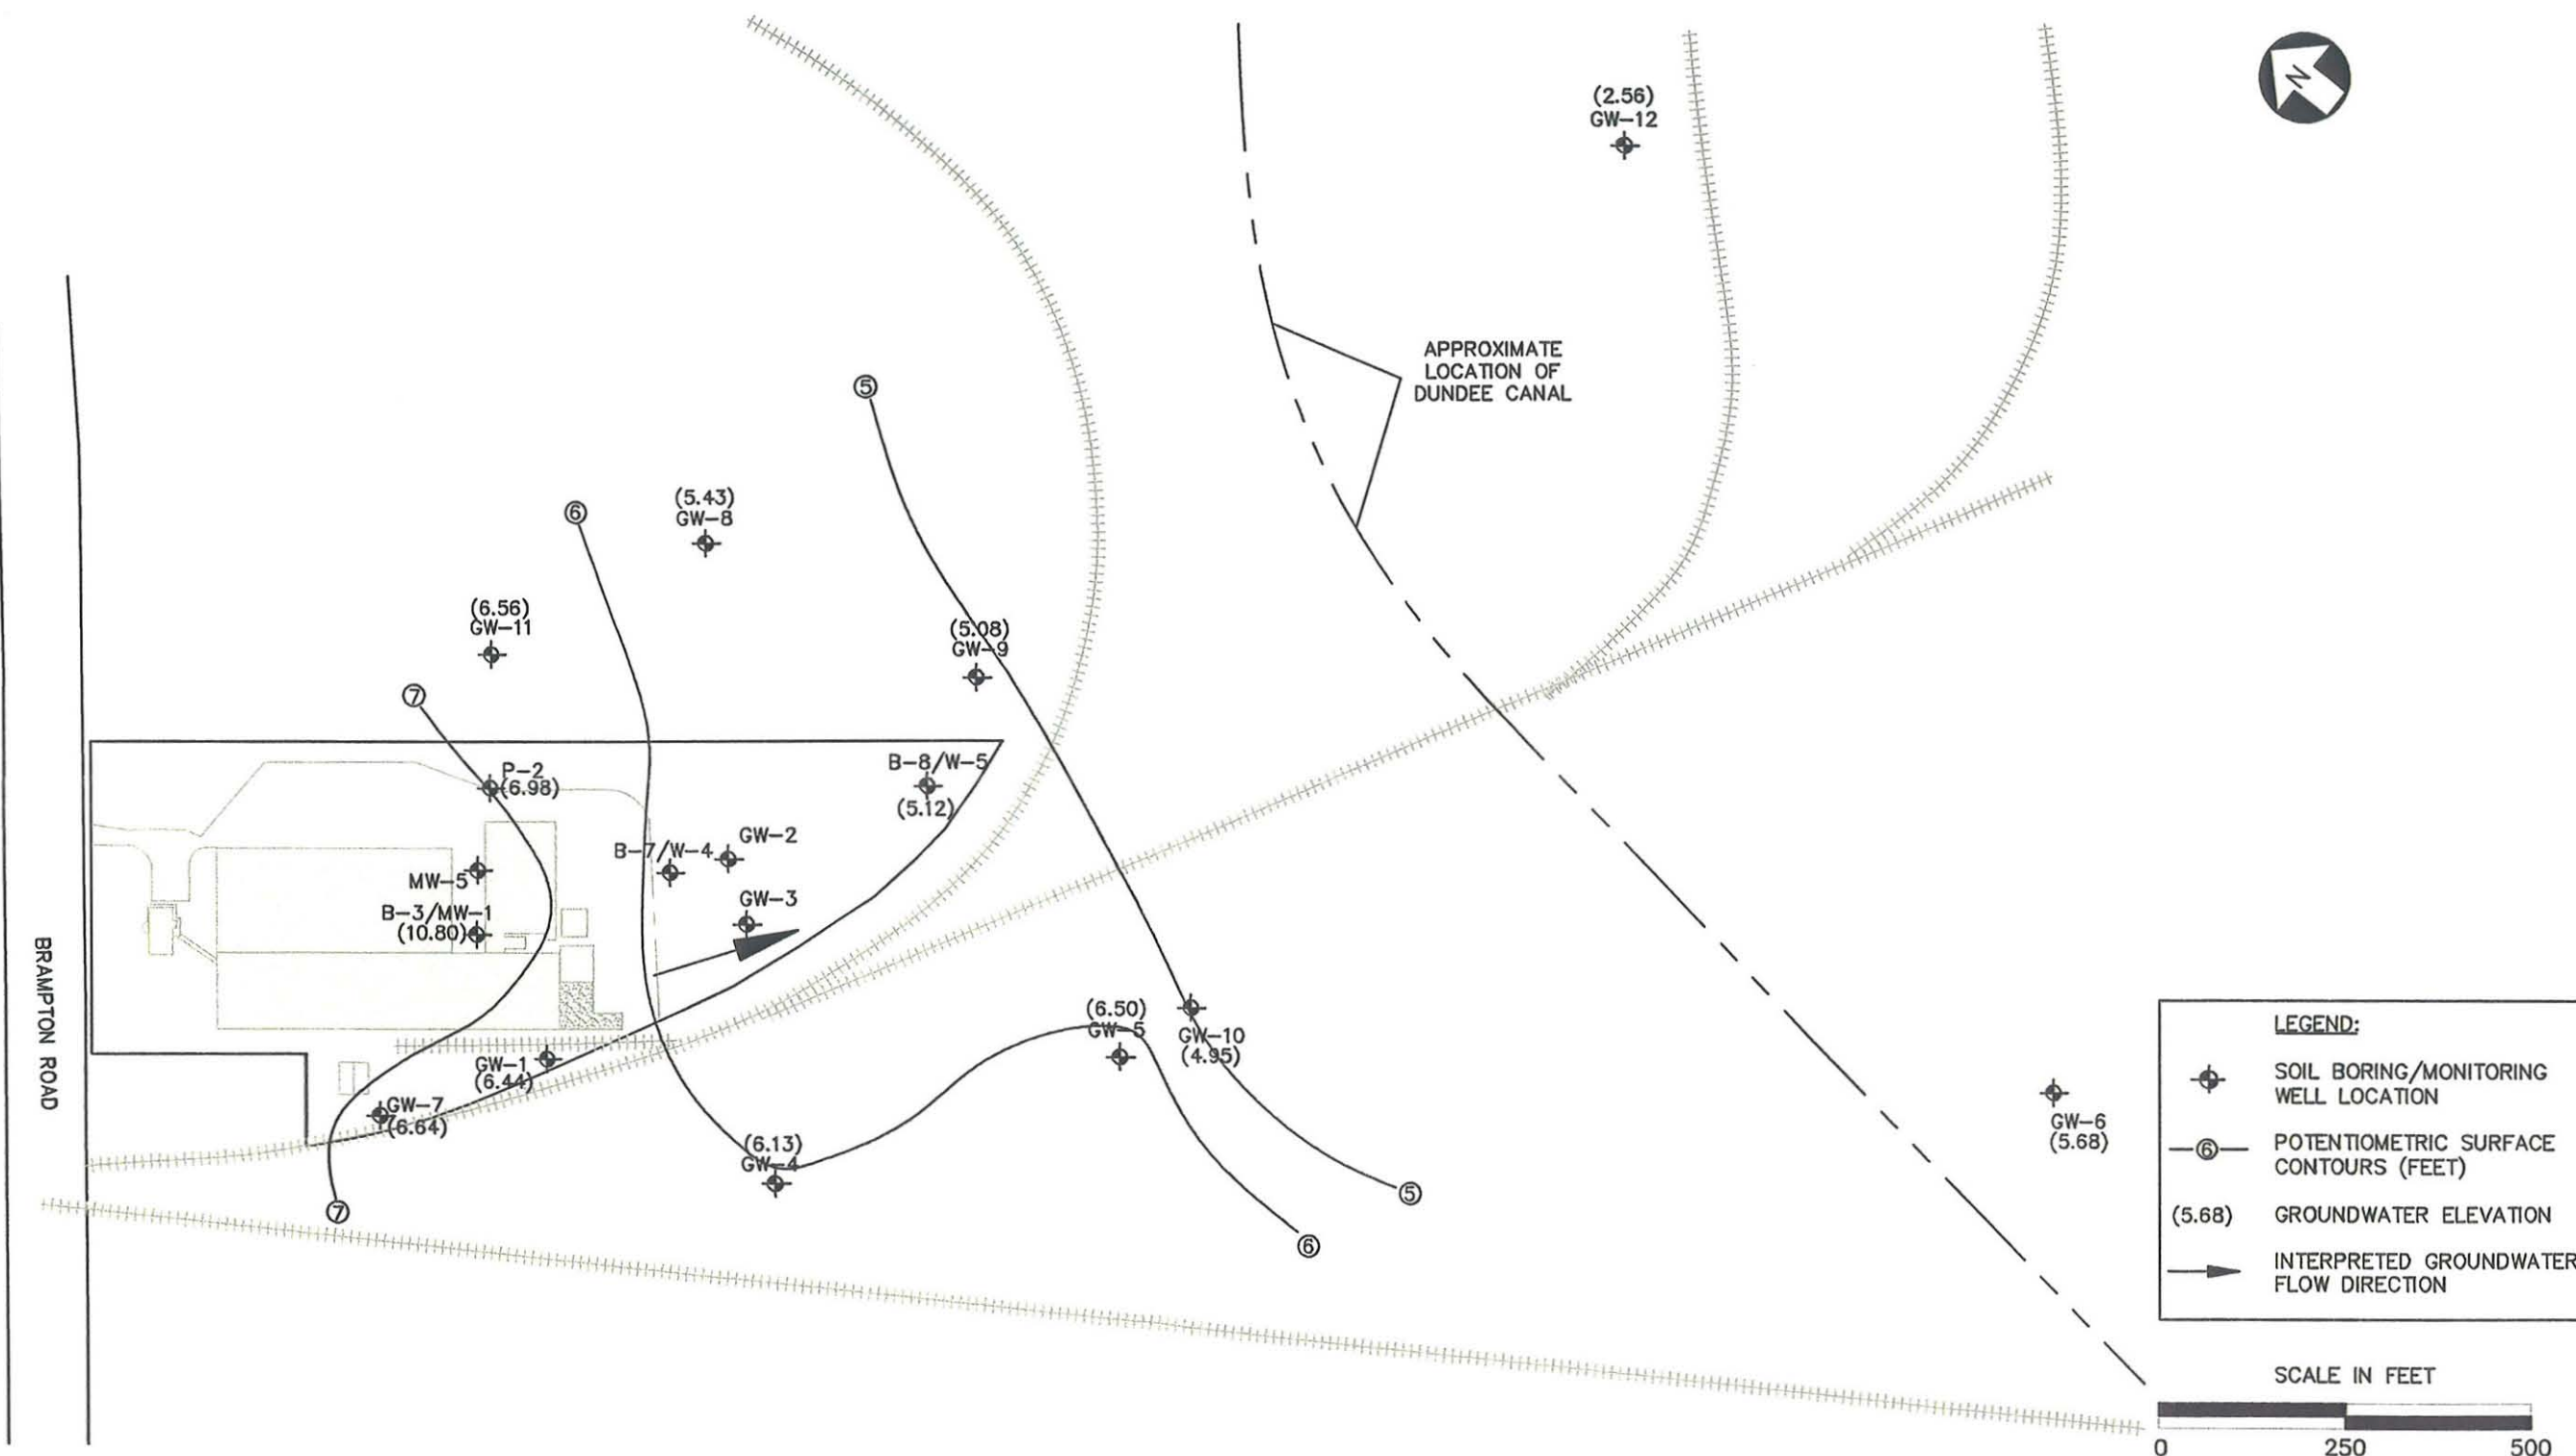 N
(2.56)
GW-12
APPROXIMATE
LOCATION OF
DUNDEE CANAL
5
(5.43)
GW-8
6
(6.56)
GW-11
(5.08)
GW-9
7
P-2
(6.98)
B-8/W-5
(5.12)
GW-2
B-7/W-4
MW-5
GW-3
B-3/MW-1
(10.80)
BRAMPTON ROAD
(6.50)
GW-5
GW-10
(4.95)
GW-1
(6.44)
GW-7
(6.64)
(6.13)
GW-4
GW-6
(5.68)
5
7
6
LEGEND:
SOIL BORING/MONITORING
WELL LOCATION
6
POTENTIOMETRIC SURFACE
CONTOURS (FEET)
(5.68) GROUNDWATER ELEVATION
INTERPRETED GROUNDWATER
FLOW DIRECTION
SCALE IN FEET
0 250 500